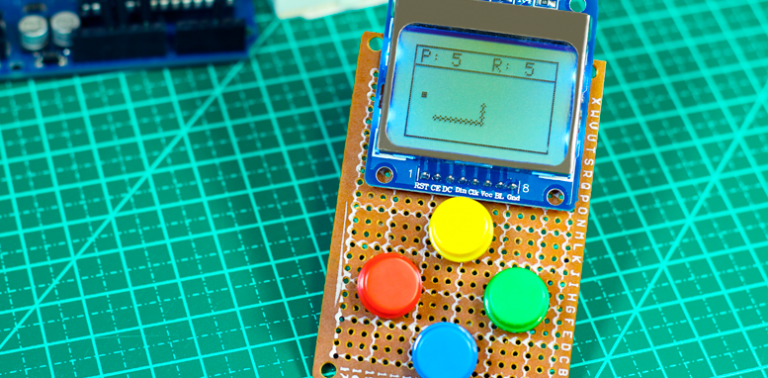 P: 5 R: 5
1 8
RST CE DC Din Clk Vcc BL Gnd
X W V U T S R Q P O N M L K J I H G F E D C B